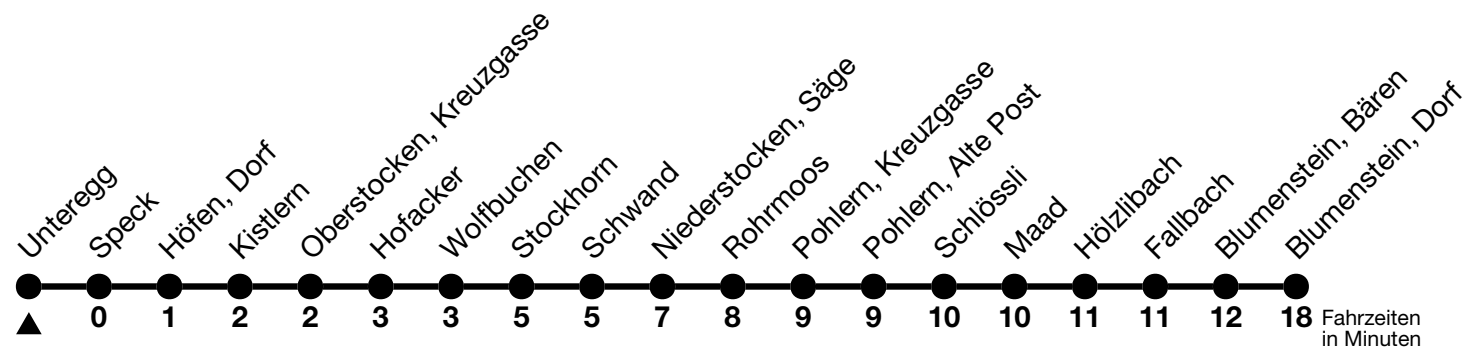 Unteregg
Speck
Höfen, Dorf
Kistlern
Oberstocken, Kreuzgasse
Hofacker
Wolfbuchen
Stockhorn
Schwand
Niederstocken, Säge
Rohrmoos
Pohlern, Kreuzgasse
Pohlern, Alte Post
Schlössli
Maad
Hölzlibach
Fallbach
Blumenstein, Bären
Blumenstein, Dorf
0 1 2 2 3 3 5 5 7 8 9 9 10 10 11 11 12 18 Fahrzeiten
in Minuten